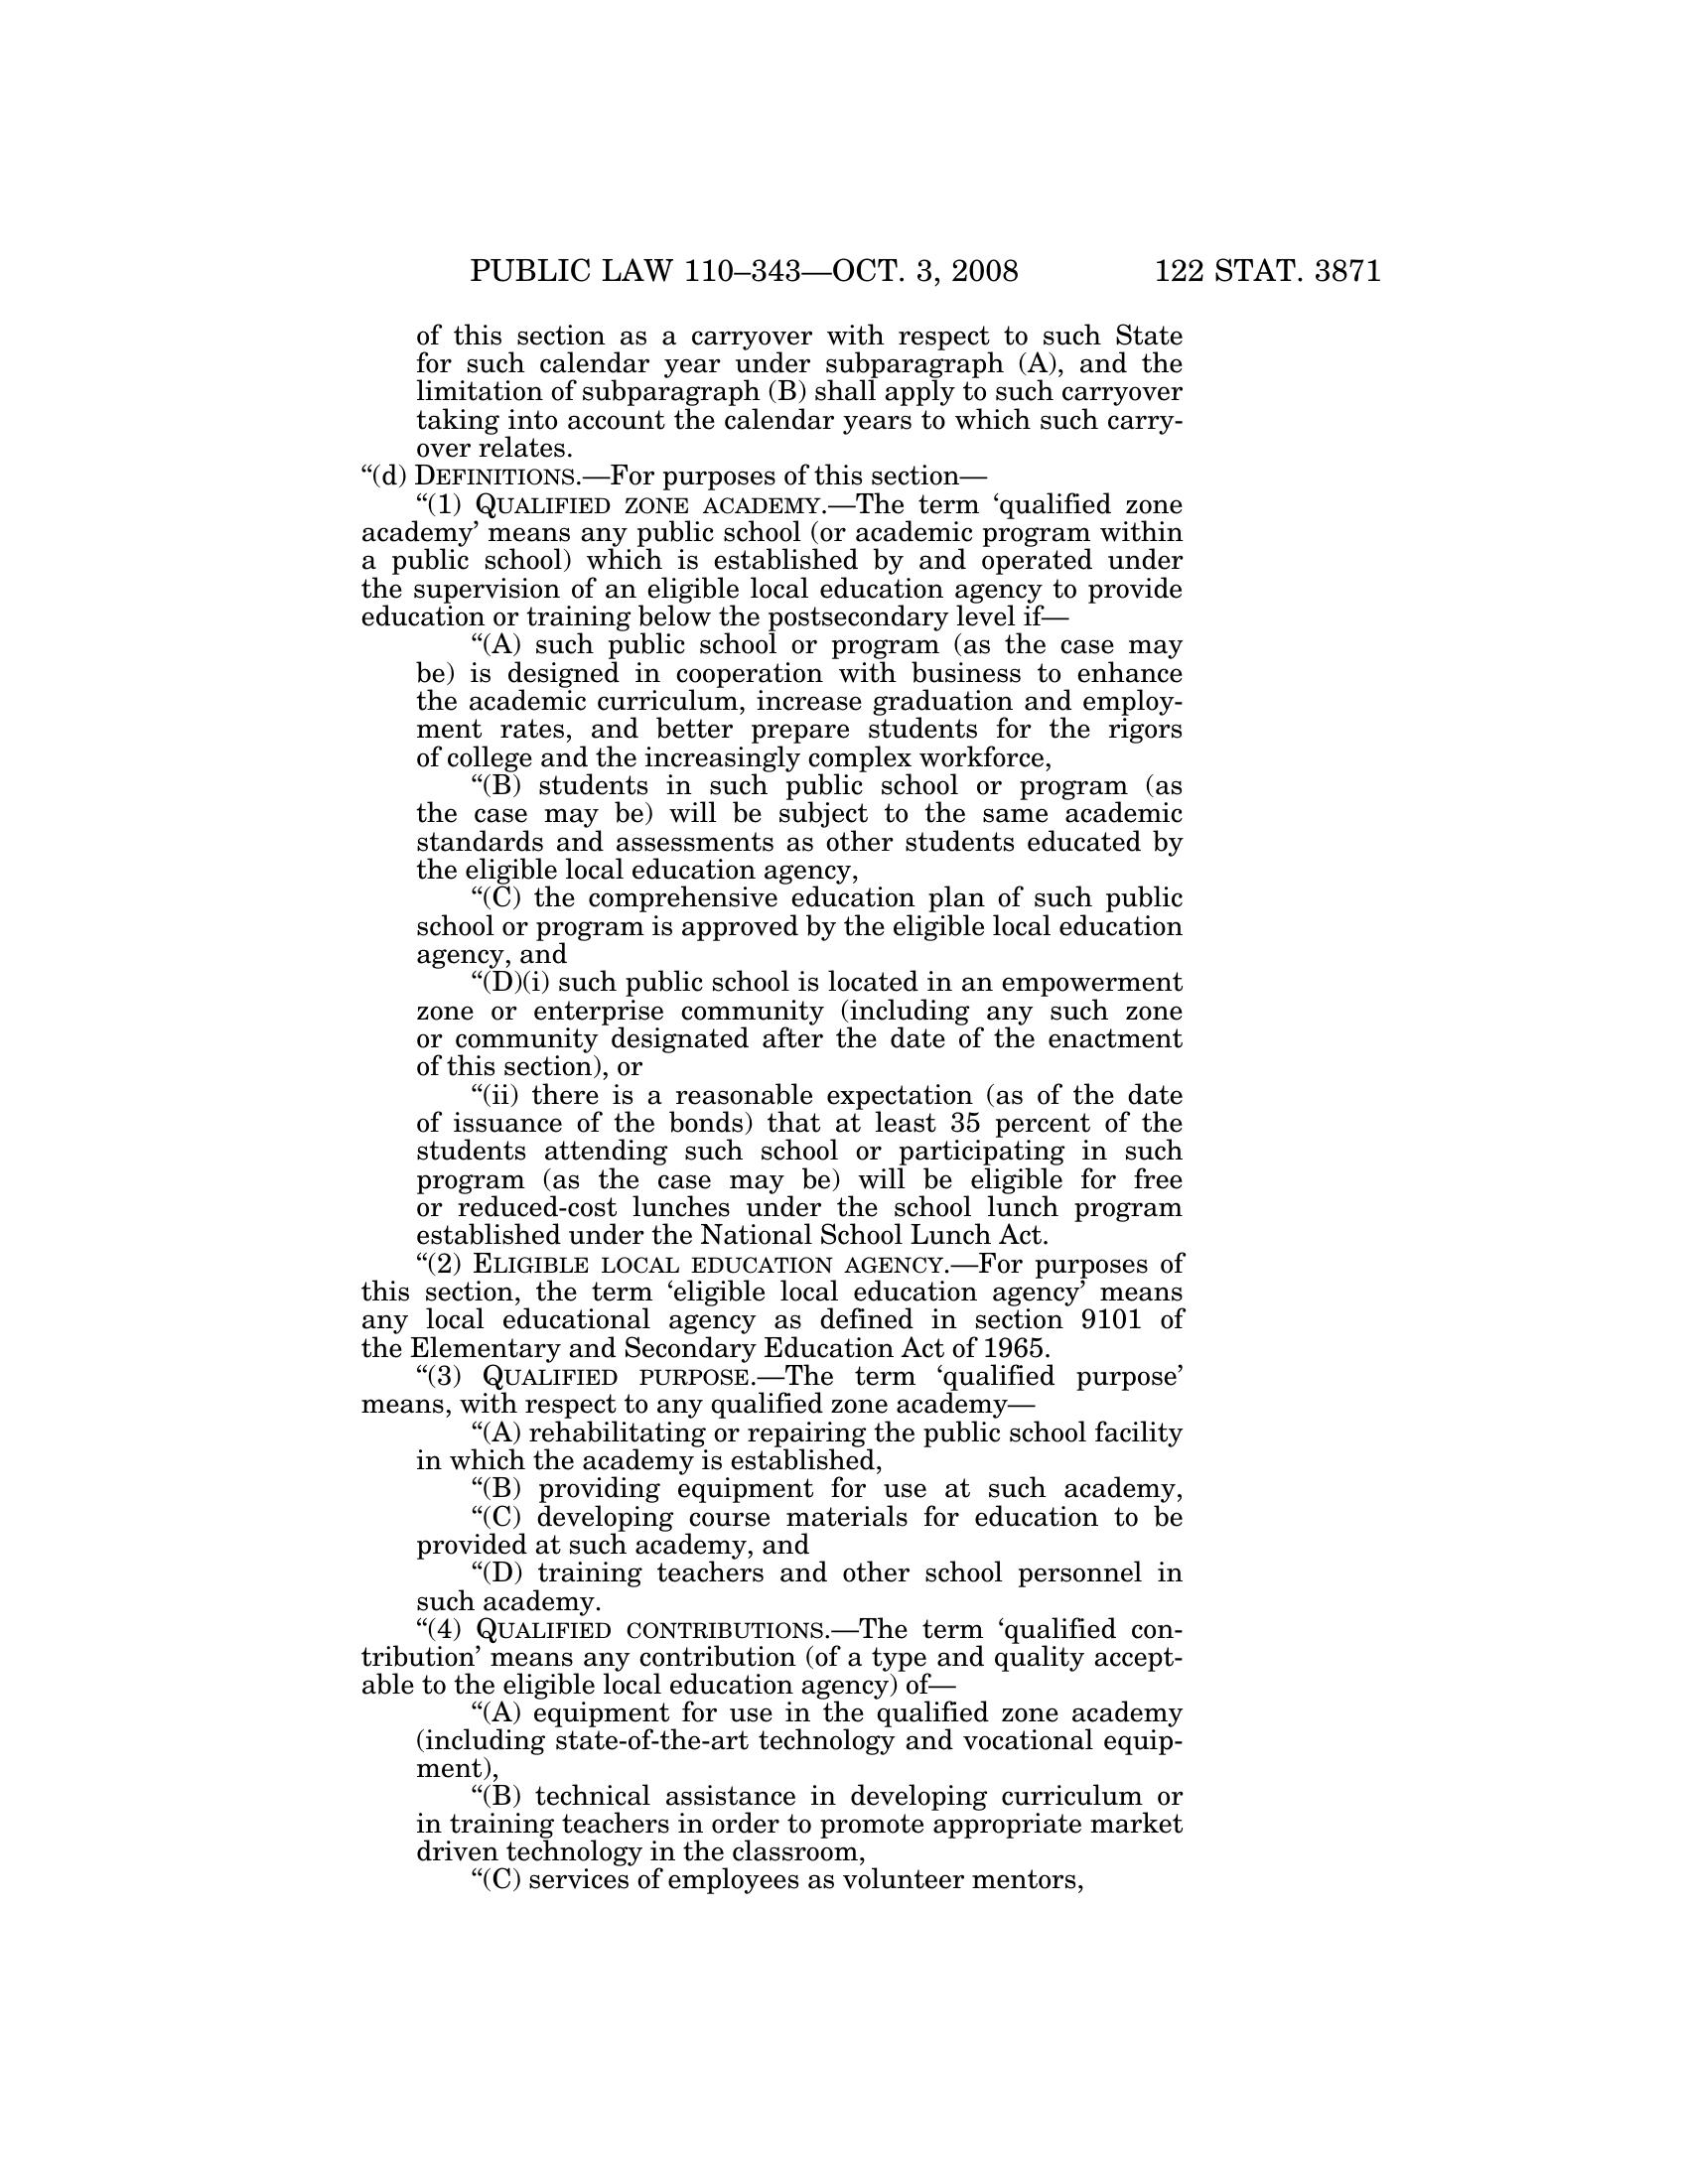 PUBLIC LAW 110–343—OCT. 3, 2008 122 STAT. 3871
of this section as a carryover with respect to such State
for such calendar year under subparagraph (A), and the
limitation of subparagraph (B) shall apply to such carryover
taking into account the calendar years to which such carry-
over relates.
“(d) DEFINITIONS.—For purposes of this section—
“(1) QUALIFIED ZONE ACADEMY.—The term ‘qualified zone
academy’ means any public school (or academic program within
a public school) which is established by and operated under
the supervision of an eligible local education agency to provide
education or training below the postsecondary level if—
“(A) such public school or program (as the case may
be) is designed in cooperation with business to enhance
the academic curriculum, increase graduation and employ-
ment rates, and better prepare students for the rigors
of college and the increasingly complex workforce,
“(B) students in such public school or program (as
the case may be) will be subject to the same academic
standards and assessments as other students educated by
the eligible local education agency,
“(C) the comprehensive education plan of such public
school or program is approved by the eligible local education
agency, and
“(D)(i) such public school is located in an empowerment
zone or enterprise community (including any such zone
or community designated after the date of the enactment
of this section), or
“(ii) there is a reasonable expectation (as of the date
of issuance of the bonds) that at least 35 percent of the
students attending such school or participating in such
program (as the case may be) will be eligible for free
or reduced-cost lunches under the school lunch program
established under the National School Lunch Act.
“(2) ELIGIBLE LOCAL EDUCATION AGENCY.—For purposes of
this section, the term ‘eligible local education agency’ means
any local educational agency as defined in section 9101 of
the Elementary and Secondary Education Act of 1965.
“(3) QUALIFIED PURPOSE.—The term ‘qualified purpose’
means, with respect to any qualified zone academy—
“(A) rehabilitating or repairing the public school facility
in which the academy is established,
“(B) providing equipment for use at such academy,
“(C) developing course materials for education to be
provided at such academy, and
“(D) training teachers and other school personnel in
such academy.
“(4) QUALIFIED CONTRIBUTIONS.—The term ‘qualified con-
tribution’ means any contribution (of a type and quality accept-
able to the eligible local education agency) of—
“(A) equipment for use in the qualified zone academy
(including state-of-the-art technology and vocational equip-
ment),
“(B) technical assistance in developing curriculum or
in training teachers in order to promote appropriate market
driven technology in the classroom,
“(C) services of employees as volunteer mentors,